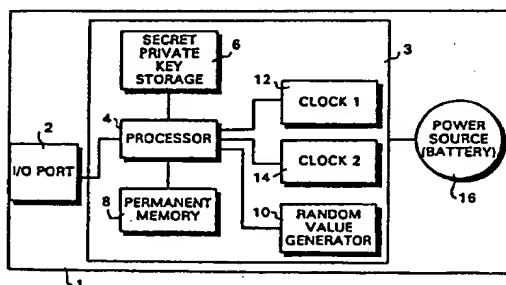 SECRET
PRIVATE
KEY
STORAGE
6
3
12
CLOCK 1
2
4
PROCESSOR
I/O PORT
CLOCK 2
14
POWER
SOURCE
(BATTERY)
16
8
PERMANENT
MEMORY
10
RANDOM
VALUE
GENERATOR
1